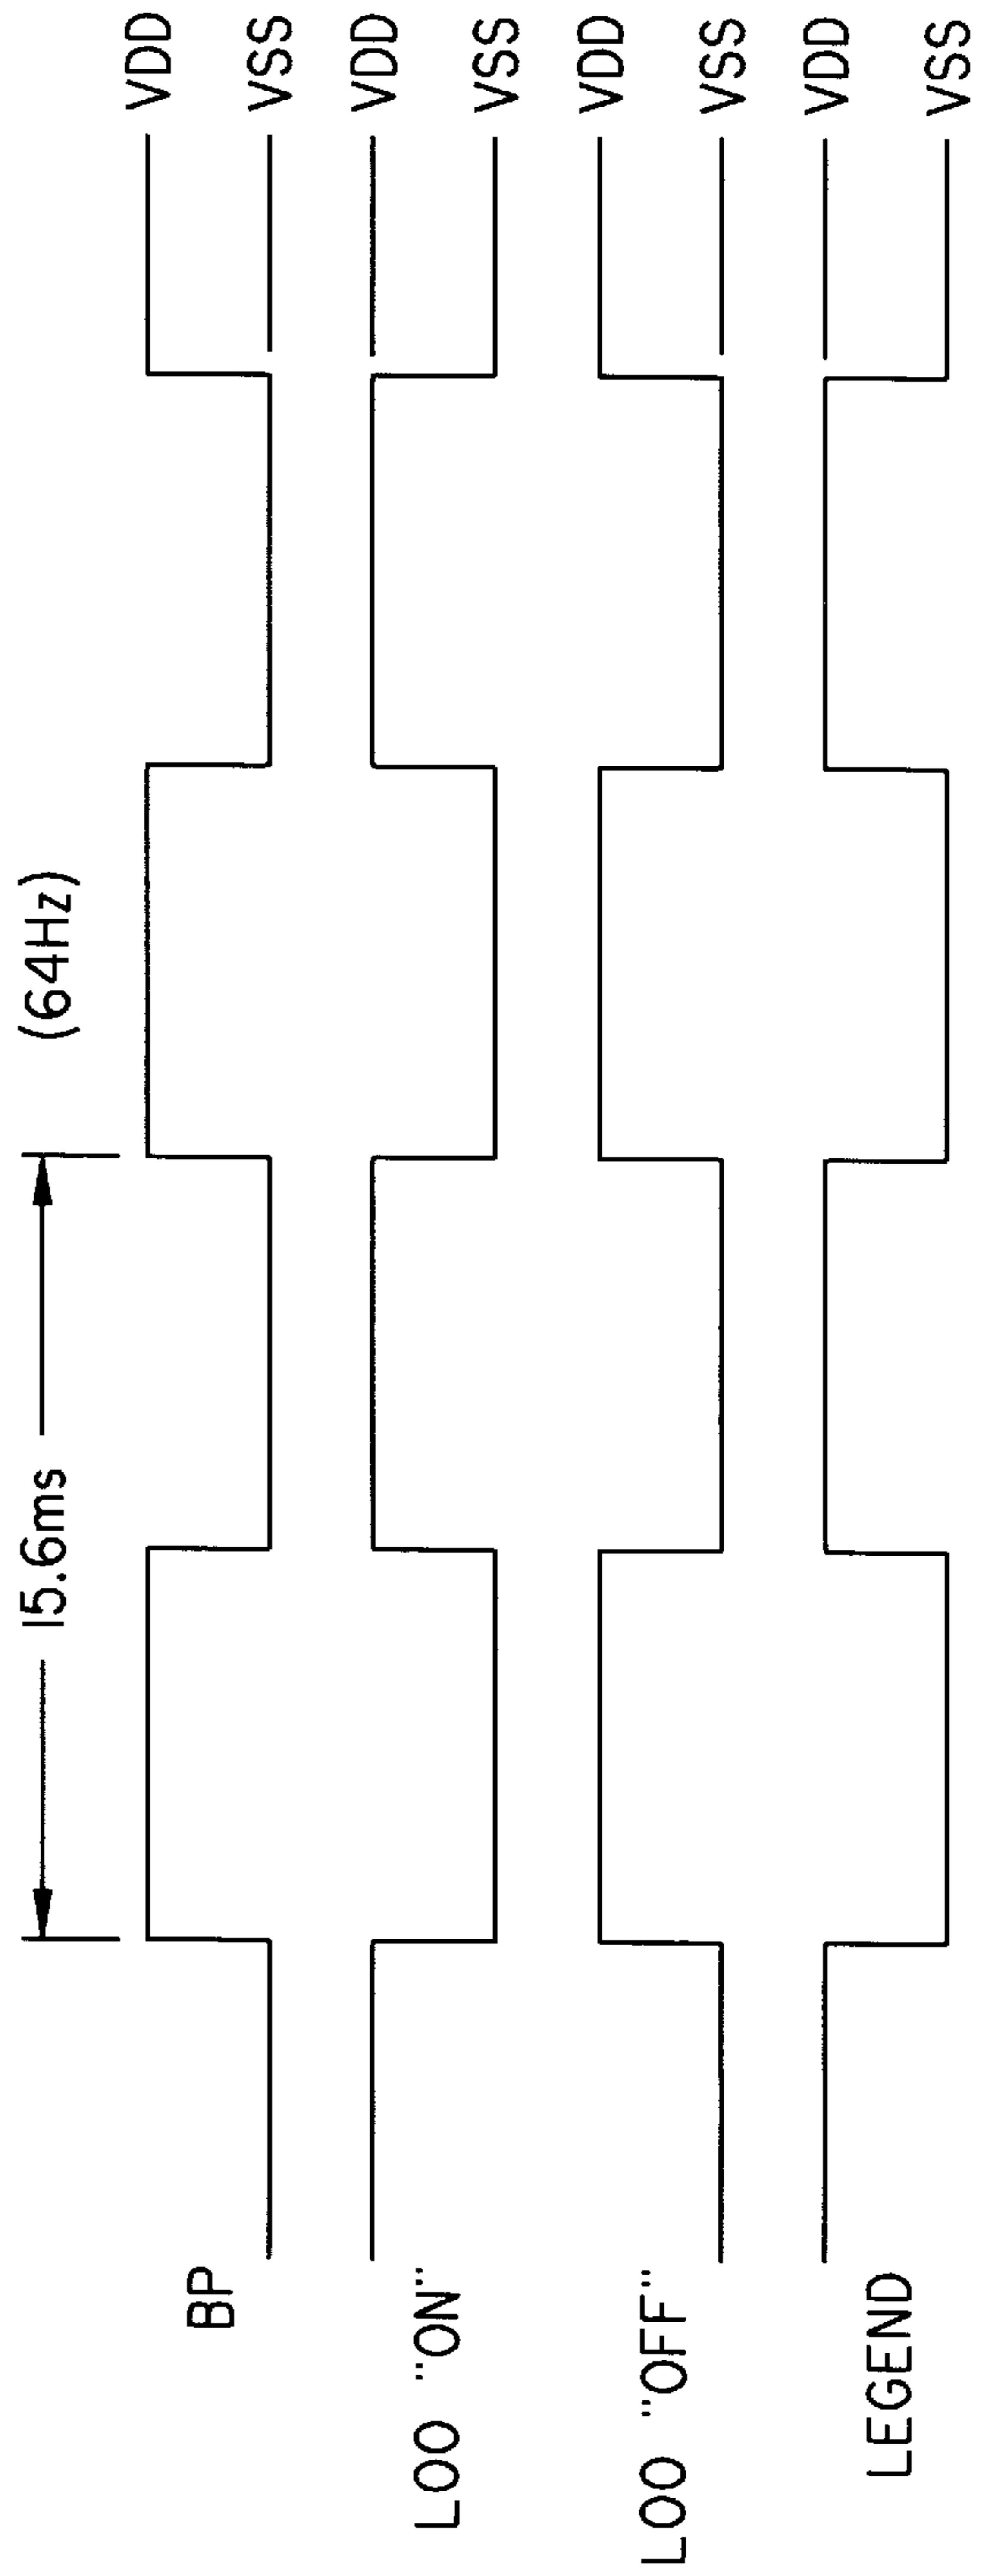 15.6ms (64Hz)
BP VDD
VSS
L00 "ON" VDD
VSS
L00 "OFF" VDD
VSS
LEGEND VDD
VSS